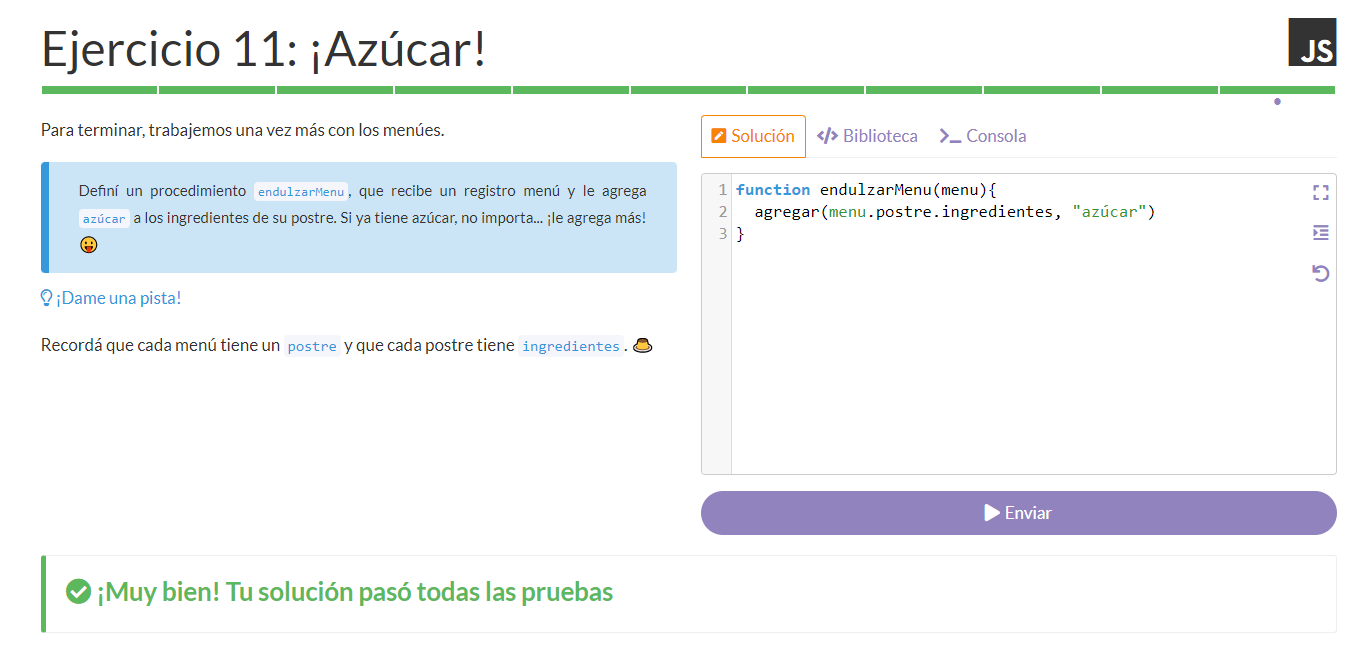 Ejercicio 11: ¡Azúcar!
JS
Para terminar, trabajemos una vez más con los menúes.
Definí un procedimiento endulzarMenu, que recibe un registro menú y le agrega
azúcar a los ingredientes de su postre. Si ya tiene azúcar, no importa... ¡le agrega más!
😛
¡Dame una pista!
Recordá que cada menú tiene un postre y que cada postre tiene ingredientes. 🍮
Solución </> Biblioteca >_ Consola
1 function endulzarMenu(menu){
2   agregar(menu.postre.ingredientes, "azúcar")
3 }
Enviar
¡Muy bien! Tu solución pasó todas las pruebas